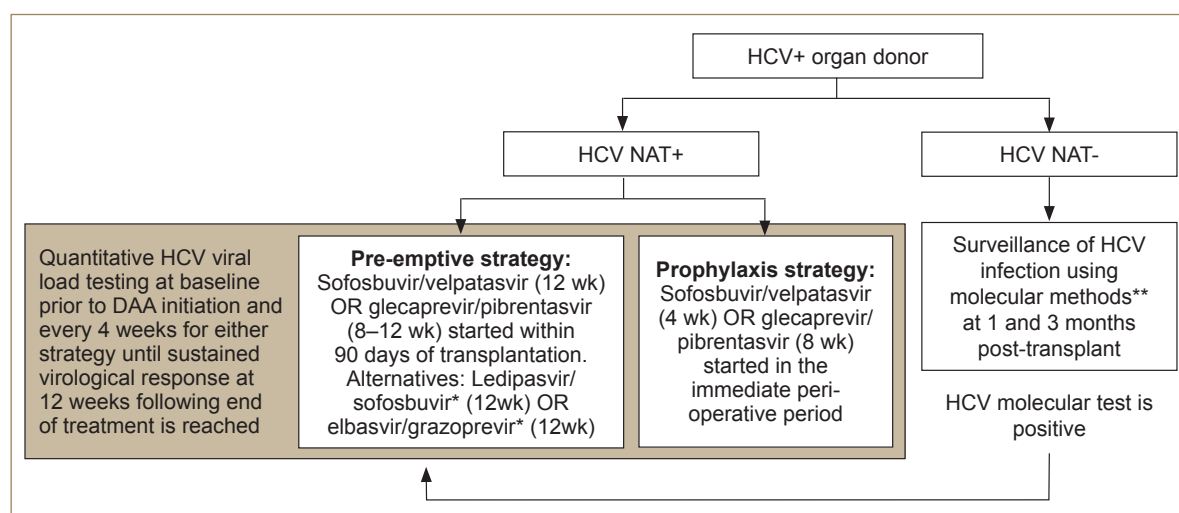 HCV+ organ donor
HCV NAT+
HCV NAT-
Quantitative HCV viral
load testing at baseline
prior to DAA initiation and
every 4 weeks for either
strategy until sustained
virological response at
12 weeks following end
of treatment is reached
Pre-emptive strategy:
Sofosbuvir/velpatasvir (12 wk)
OR glecaprevir/pibrentasvir
(8–12 wk) started within
90 days of transplantation.
Alternatives: Ledipasvir/
sofosbuvir* (12wk) OR
elbasvir/grazoprevir* (12wk)
Prophylaxis strategy:
Sofosbuvir/velpatasvir
(4 wk) OR glecaprevir/
pibrentasvir (8 wk)
started in the
immediate peri-
operative period
Surveillance of HCV
infection using
molecular methods**
at 1 and 3 months
post-transplant
HCV molecular test is
positive